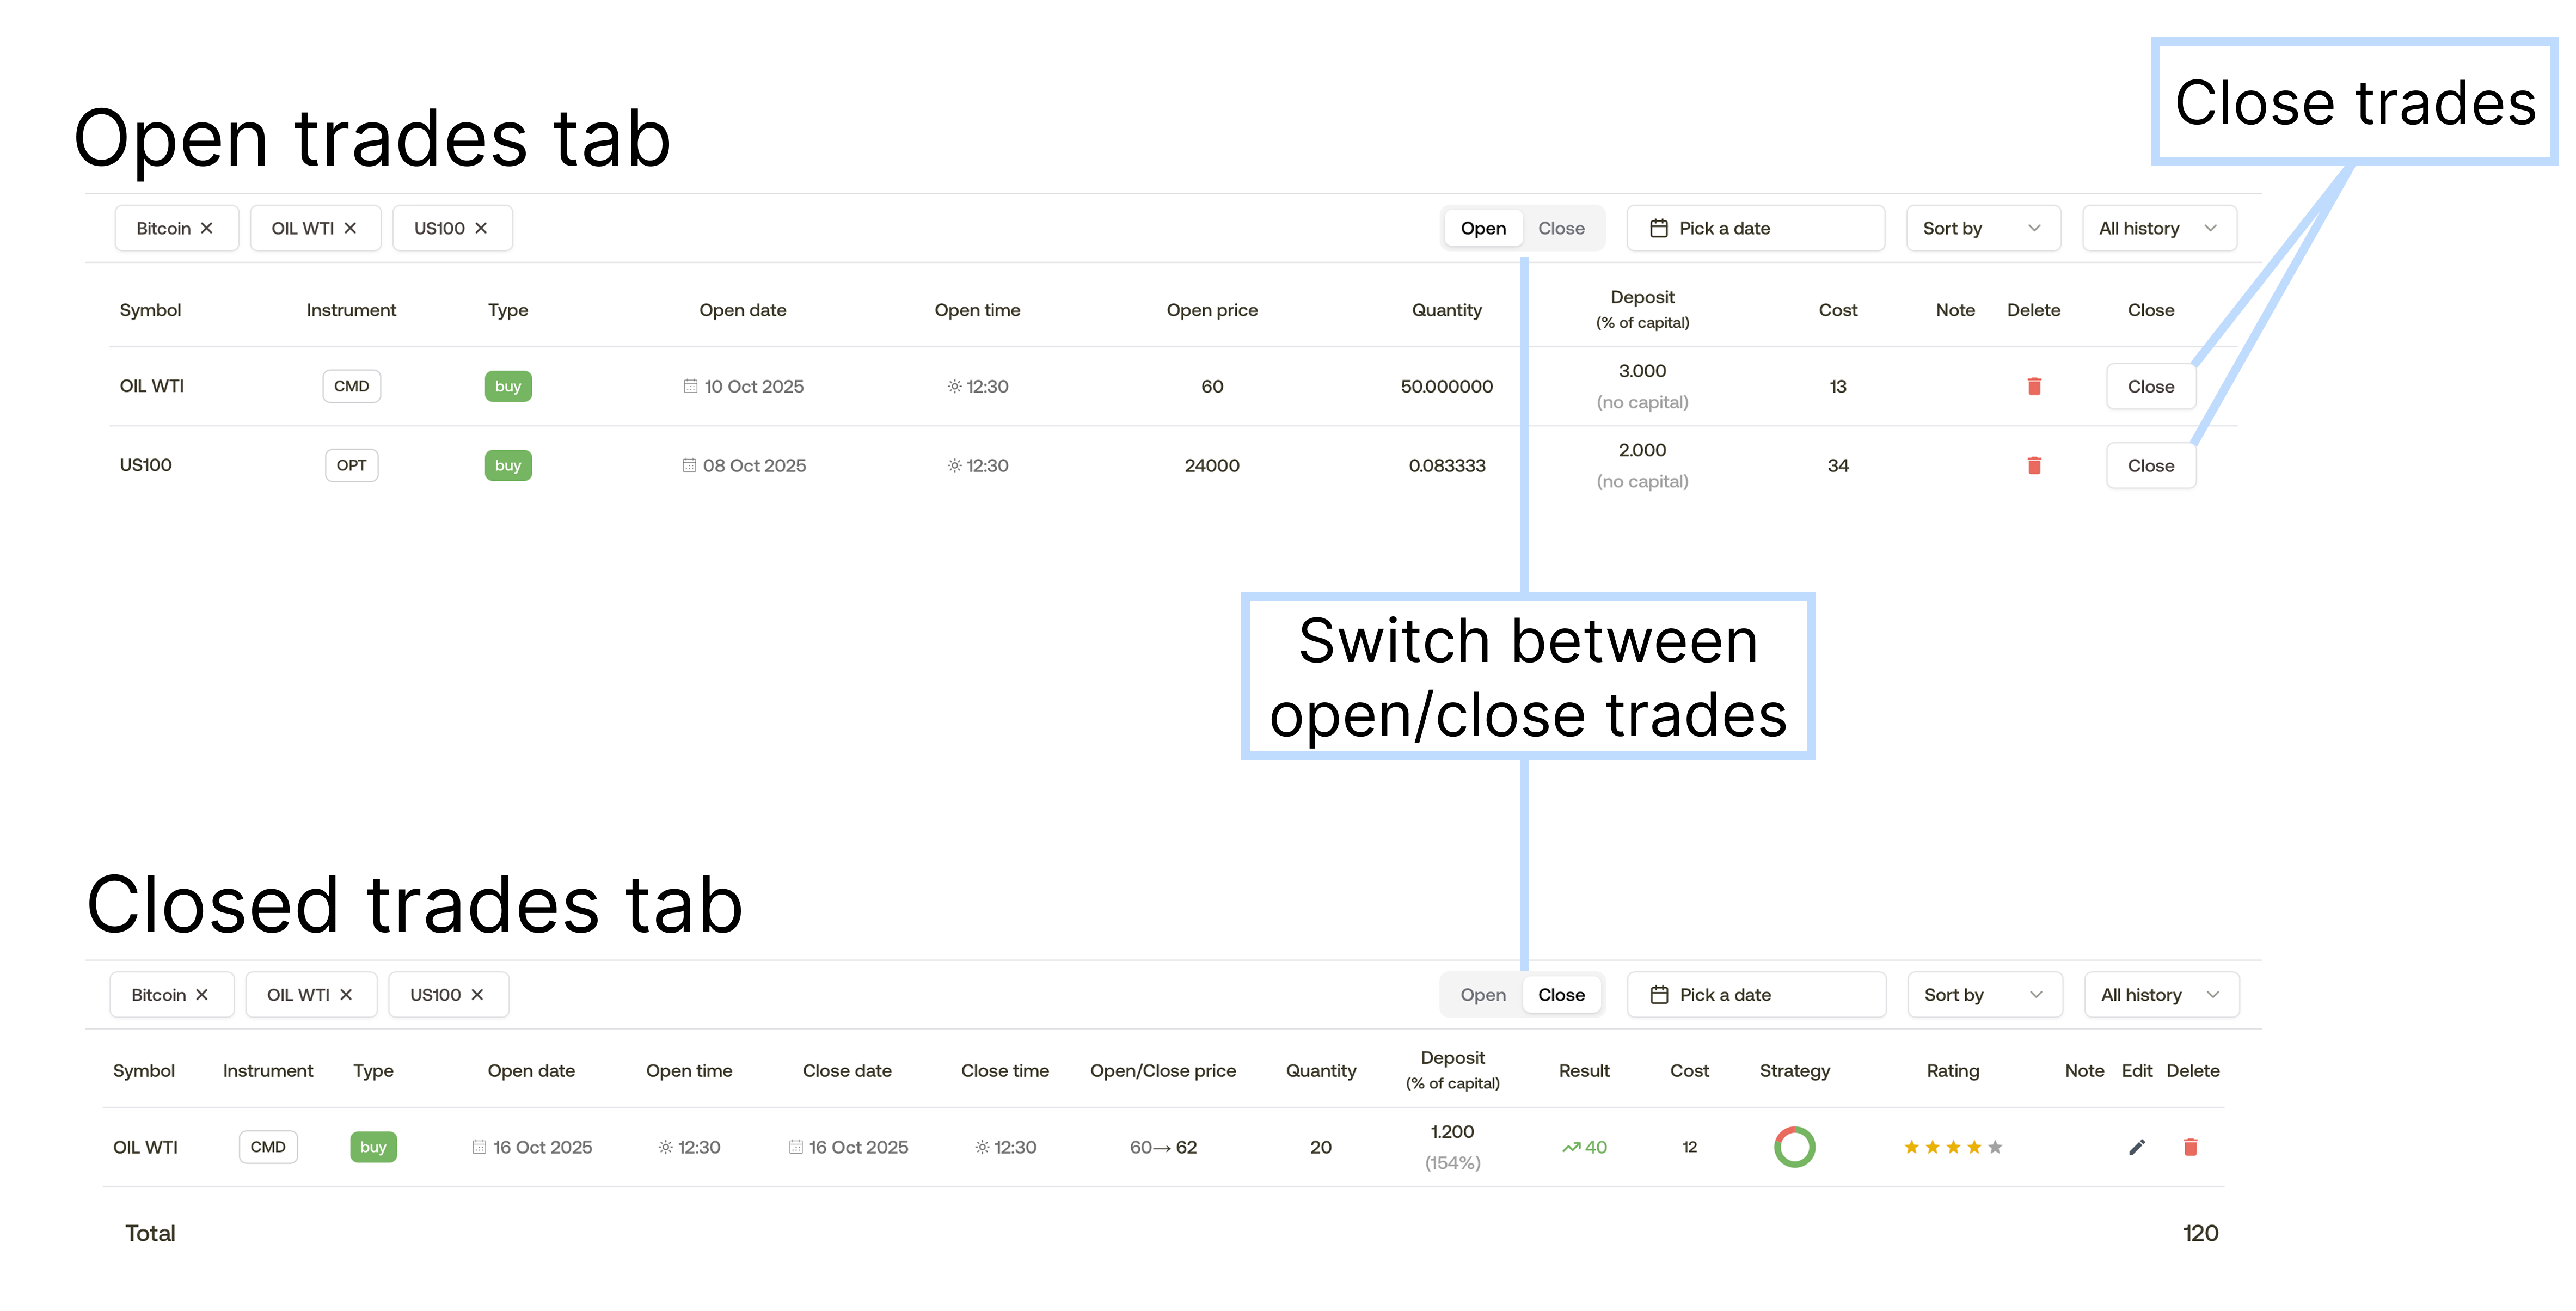 Close trades
Open trades tab
Bitcoin ✕ OIL WTI ✕ US100 ✕ Open Close Pick a date Sort by All history
Symbol Instrument Type Open date Open time Open price Quantity Deposit (% of capital) Cost Note Delete Close
OIL WTI CMD buy 10 Oct 2025 12:30 60 50.000000 3.000 (no capital) 13 Close
US100 OPT buy 08 Oct 2025 12:30 24000 0.083333 2.000 (no capital) 34 Close
Switch between
open/close trades
Closed trades tab
Bitcoin ✕ OIL WTI ✕ US100 ✕ Open Close Pick a date Sort by All history
Symbol Instrument Type Open date Open time Close date Close time Open/Close price Quantity Deposit (% of capital) Result Cost Strategy Rating Note Edit Delete
OIL WTI CMD buy 16 Oct 2025 12:30 16 Oct 2025 12:30 60→ 62 20 1.200 (154%) 40 12
Total 120